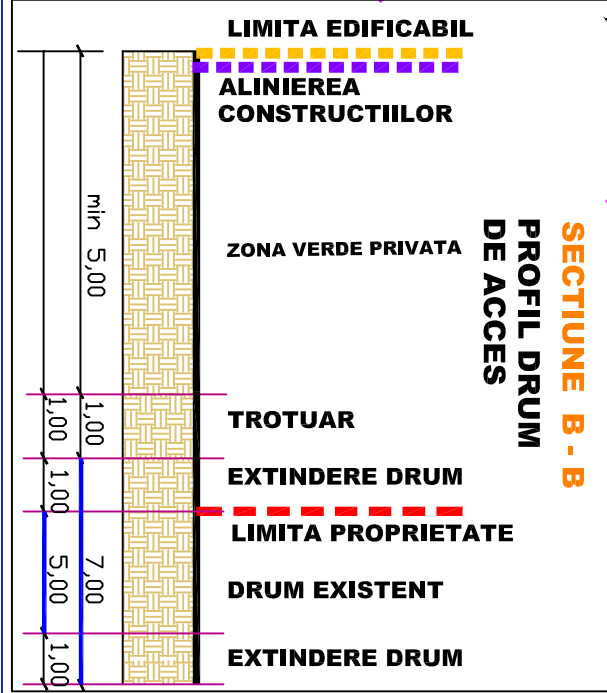 LIMITA EDIFICABIL
ALINIEREA
CONSTRUCTIILOR
ZONA VERDE PRIVATA
TROTUAR
EXTINDERE DRUM
LIMITA PROPRIETATE
DRUM EXISTENT
EXTINDERE DRUM
SECTIUNE B - B
PROFIL DRUM
DE ACCES
min 5,00
1,00
7,00
1,00
1,00
5,00
1,00